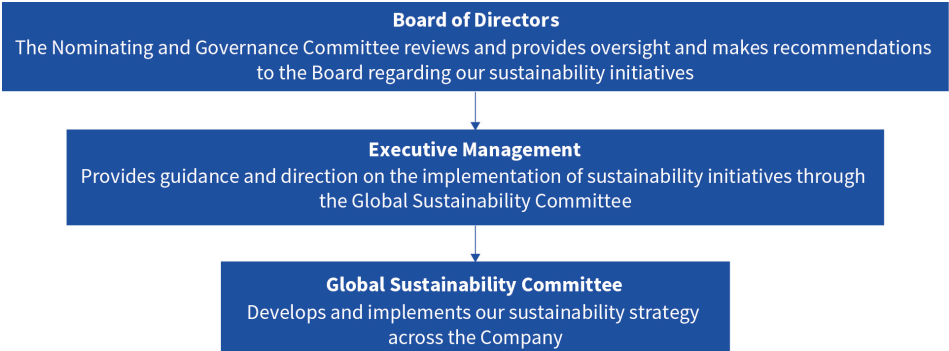 Board of Directors
The Nominating and Governance Committee reviews and provides oversight and makes recommendations
to the Board regarding our sustainability initiatives
Executive Management
Provides guidance and direction on the implementation of sustainability initiatives through
the Global Sustainability Committee
Global Sustainability Committee
Develops and implements our sustainability strategy
across the Company